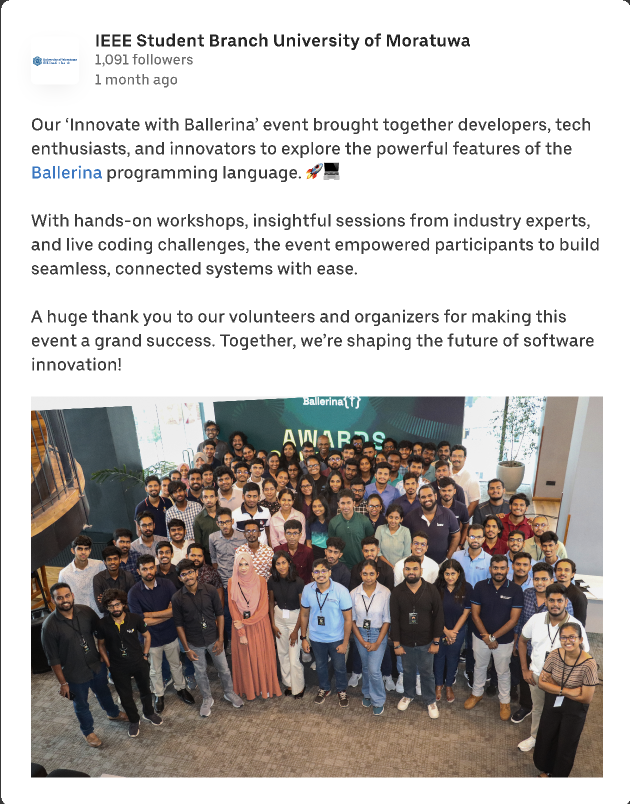 IEEE Student Branch University of Moratuwa
1,091 followers
1 month ago
Our ‘Innovate with Ballerina’ event brought together developers, tech
enthusiasts, and innovators to explore the powerful features of the
Ballerina programming language. 🚀💻
With hands-on workshops, insightful sessions from industry experts,
and live coding challenges, the event empowered participants to build
seamless, connected systems with ease.
A huge thank you to our volunteers and organizers for making this
event a grand success. Together, we’re shaping the future of software
innovation!
Ballerina{!}
AWARDS